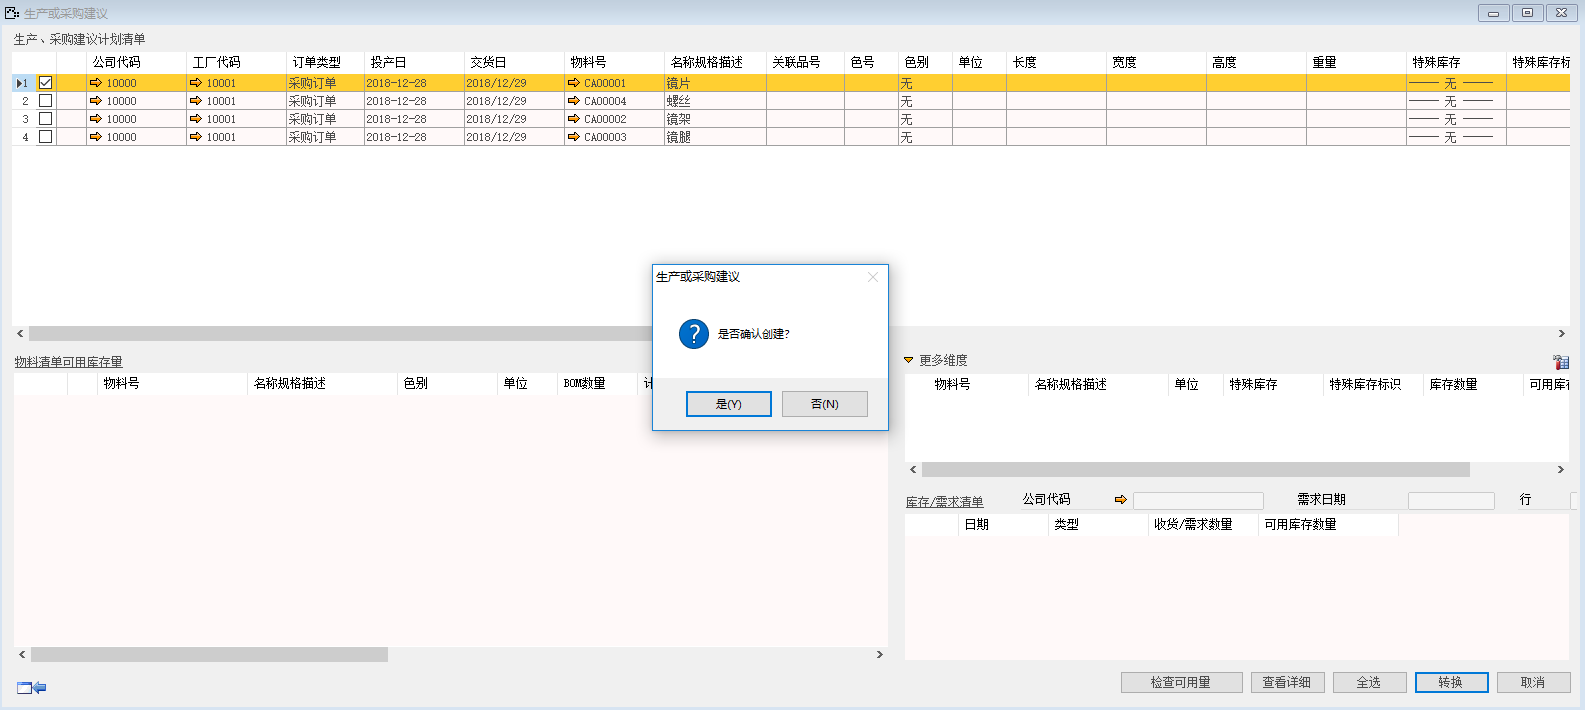 生产或采购建议
生产、采购建议计划清单
公司代码 工厂代码 订单类型 投产日 交货日 物料号 名称规格描述 关联品号 色号 色别 单位 长度 宽度 高度 重量 特殊库存 特殊库存标
1 10000 10001 采购订单 2018-12-28 2018/12/29 CA00001 镜片 无 无
2 10000 10001 采购订单 2018-12-28 2018/12/29 CA00004 螺丝 无 无
3 10000 10001 采购订单 2018-12-28 2018/12/29 CA00002 镜架 无 无
4 10000 10001 采购订单 2018-12-28 2018/12/29 CA00003 镜腿 无 无
生产或采购建议
是否确认创建?
是(Y) 否(N)
物料清单可用库存量
物料号 名称规格描述 色别 单位 BOM数量 计
更多维度
物料号 名称规格描述 单位 特殊库存 特殊库存标识 库存数量 可用库存
库存/需求清单 公司代码 需求日期 行
日期 类型 收货/需求数量 可用库存数量
检查可用量 查看详细 全选 转换 取消